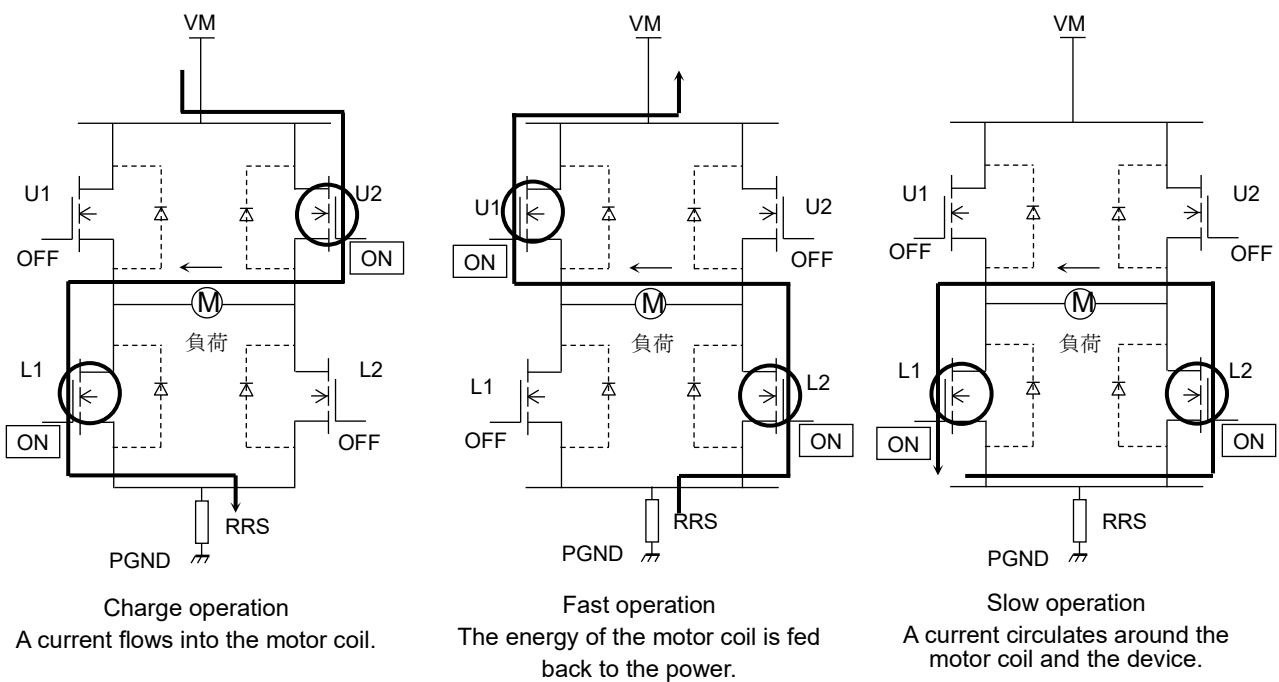 VM
U1
U2
OFF
ON
M
負荷
L1
L2
ON
OFF
RRS
PGND
Charge operation
A current flows into the motor coil.
VM
U1
U2
ON
OFF
M
負荷
L1
L2
OFF
ON
RRS
PGND
Fast operation
The energy of the motor coil is fed
back to the power.
VM
U1
U2
OFF
OFF
M
負荷
L1
L2
ON
ON
RRS
PGND
Slow operation
A current circulates around the
motor coil and the device.